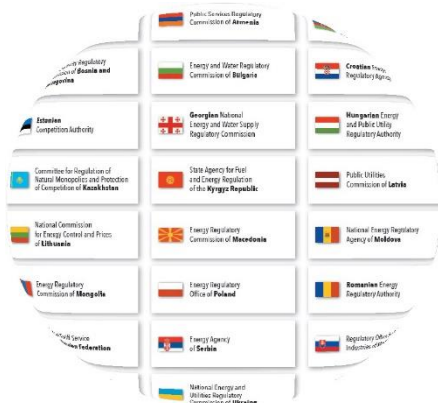 Public Services Regulatory
Commission of Armenia
Regulatory
of Bosnia and
Energy and Water Regulatory
Commission of Bulgaria
Croatian
Regulatory
Estonian
Competition Authority
Georgian National
Energy and Water Supply
Regulatory Commission
Hungarian Energy
and Public Utility
Regulatory Authority
Committee for Regulation of
Natural Monopolies and Protection
of Competition of Kazakhstan
State Agency for Fuel
and Energy Regulation
of the Kyrgyz Republic
Public Utilities
Commission of Latvia
National Commission
for Energy Control and Prices
of Lithuania
Energy Regulatory
Commission of Macedonia
National Energy Regulatory
Agency of Moldova
Energy Regulatory
Commission of Mongolia
Energy Regulatory
Office of Poland
Romanian Energy
Regulatory Authority
Service
Federation
Energy Agency
of Serbia
Regulatory
Industries
National Energy and
Utilities Regulatory
Commission of Ukraine